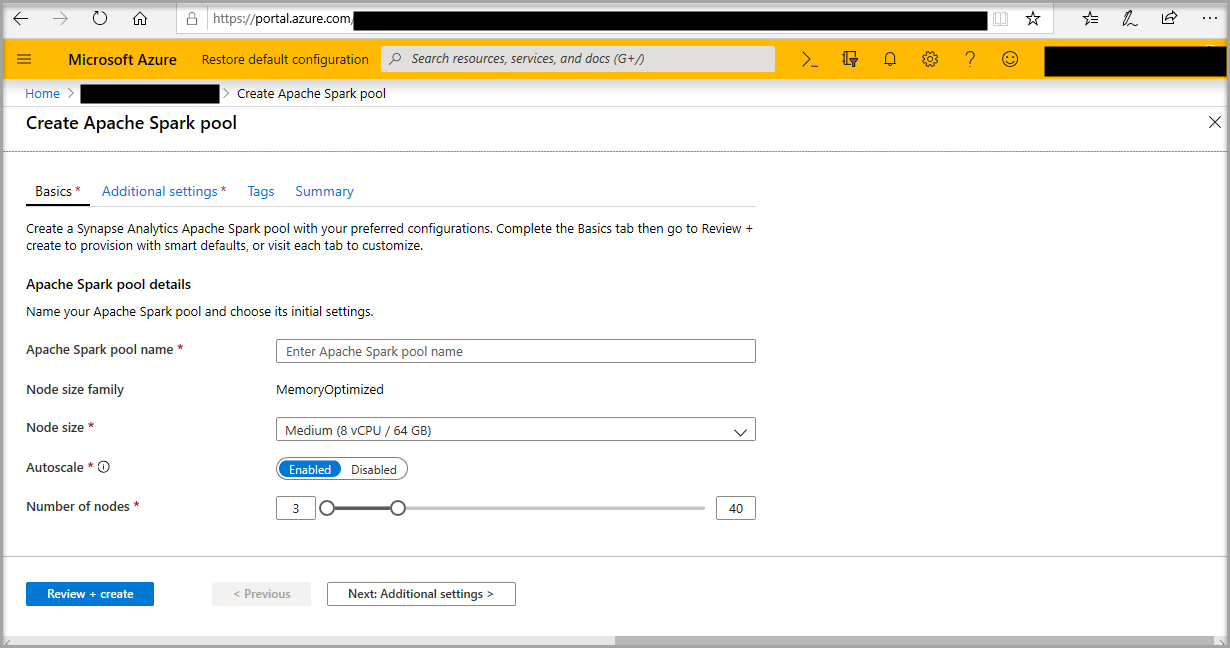 https://portal.azure.com/
Microsoft Azure Restore default configuration Search resources, services, and docs (G+/)
Home > > Create Apache Spark pool
Create Apache Spark pool
Basics * Additional settings * Tags Summary
Create a Synapse Analytics Apache Spark pool with your preferred configurations. Complete the Basics tab then go to Review +
create to provision with smart defaults, or visit each tab to customize.
Apache Spark pool details
Name your Apache Spark pool and choose its initial settings.
Apache Spark pool name * Enter Apache Spark pool name
Node size family MemoryOptimized
Node size * Medium (8 vCPU / 64 GB)
Autoscale * Enabled Disabled
Number of nodes * 3 40
Review + create < Previous Next: Additional settings >